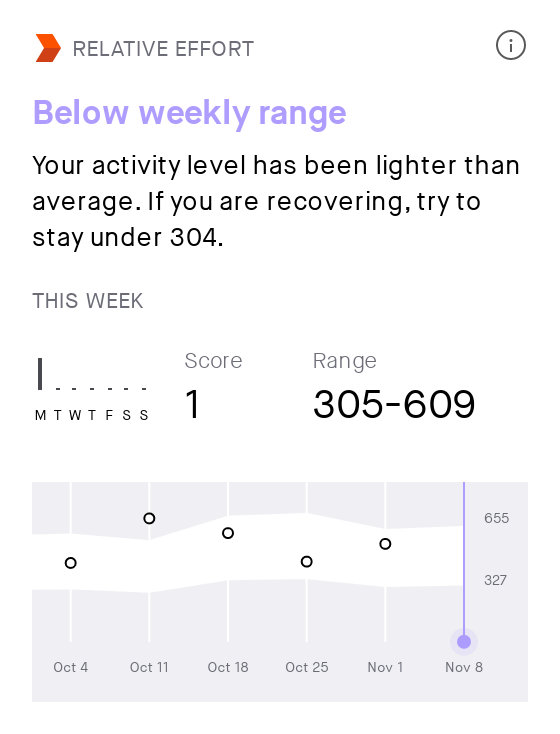 RELATIVE EFFORT
Below weekly range
Your activity level has been lighter than
average. If you are recovering, try to
stay under 304.
THIS WEEK
Score
Range
1
305-609
M T W T F S S
655
327
Oct 4
Oct 11
Oct 18
Oct 25
Nov 1
Nov 8